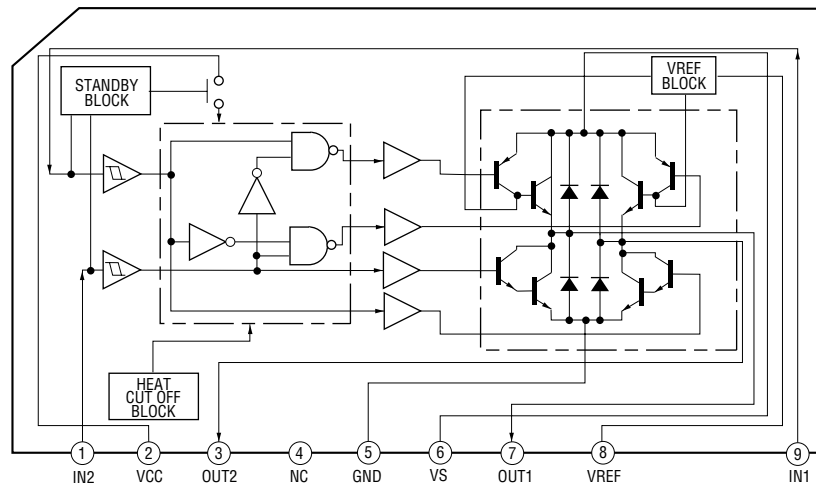 STANDBY
BLOCK
VREF
BLOCK
HEAT
CUT OFF
BLOCK
1 2 3 4 5 6 7 8 9
IN2 VCC OUT2 NC GND VS OUT1 VREF IN1